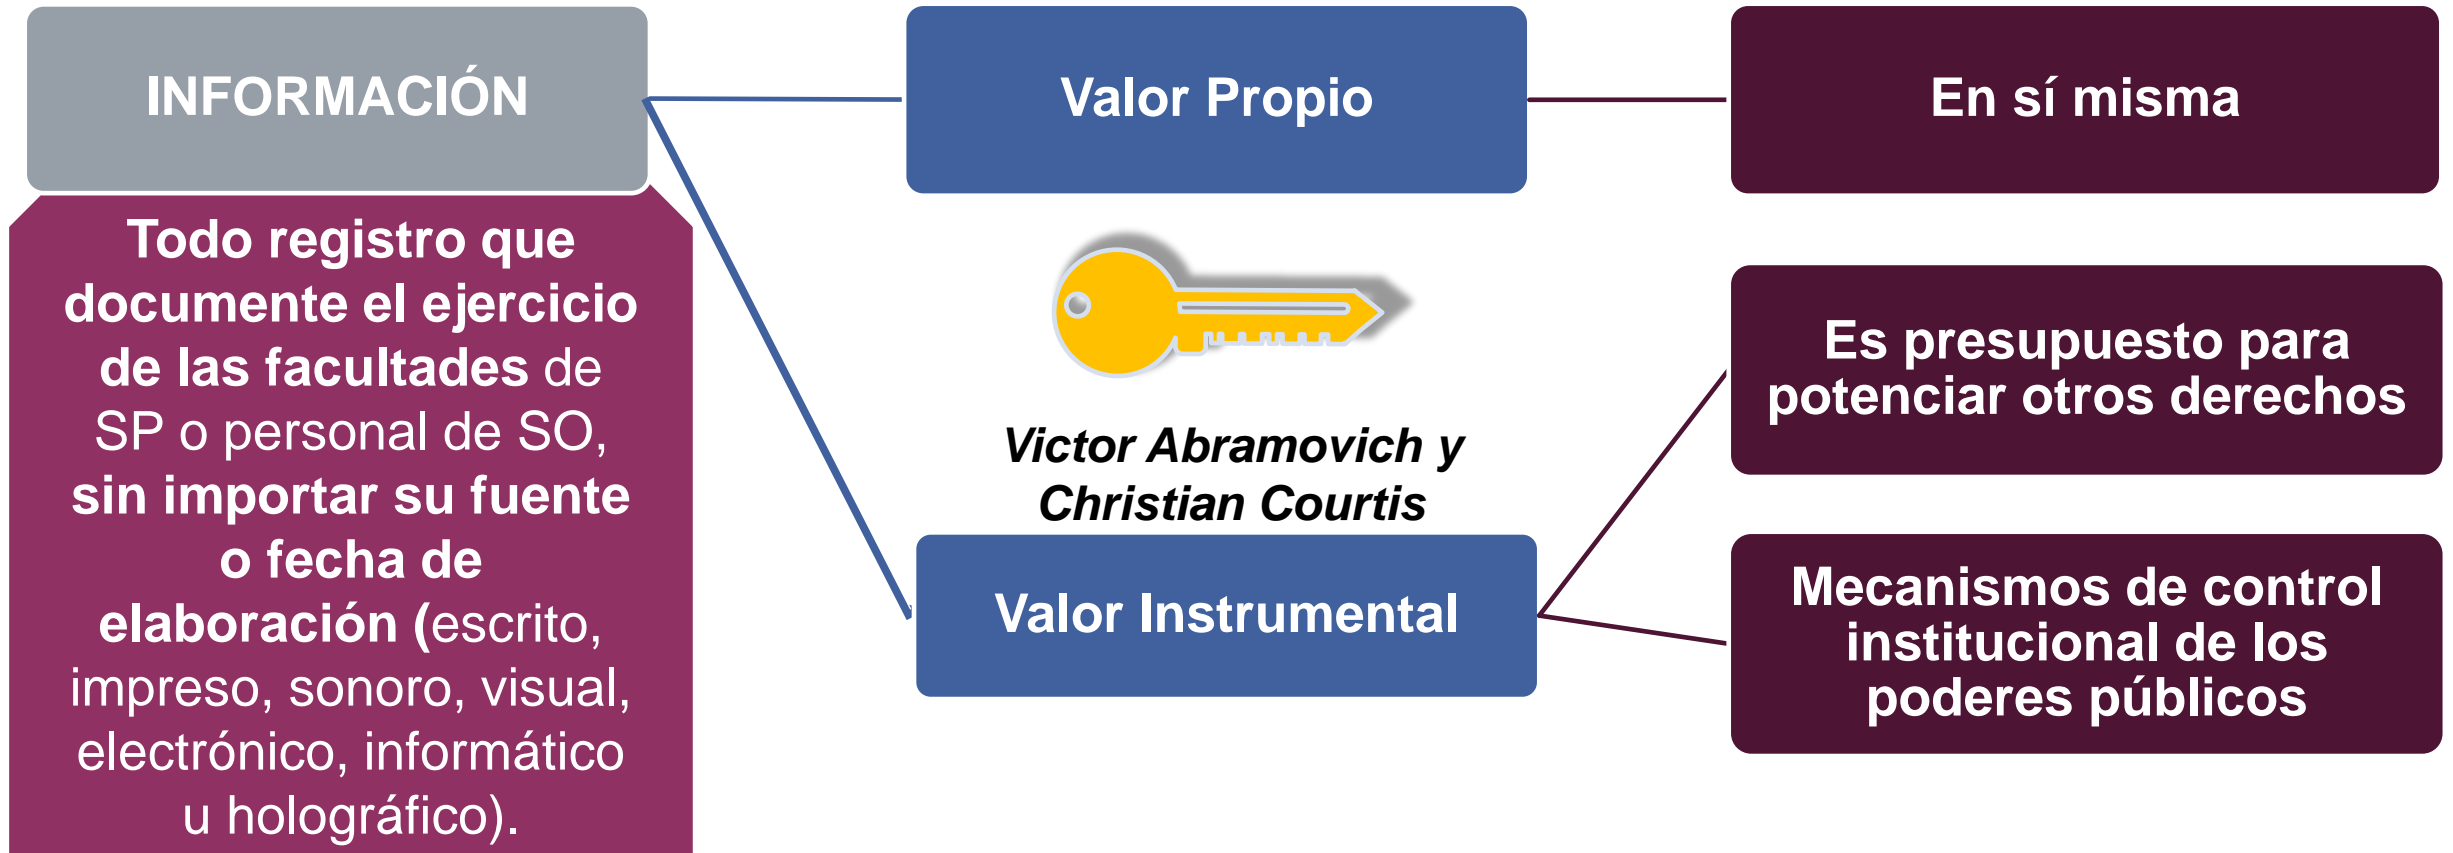 INFORMACIÓN
Todo registro que
documente el ejercicio
de las facultades de
SP o personal de SO,
sin importar su fuente
o fecha de
elaboración (escrito,
impreso, sonoro, visual,
electrónico, informático
u holográfico).
Valor Propio
En sí misma
Victor Abramovich y
Christian Courtis
Valor Instrumental
Es presupuesto para
potenciar otros derechos
Mecanismos de control
institucional de los
poderes públicos